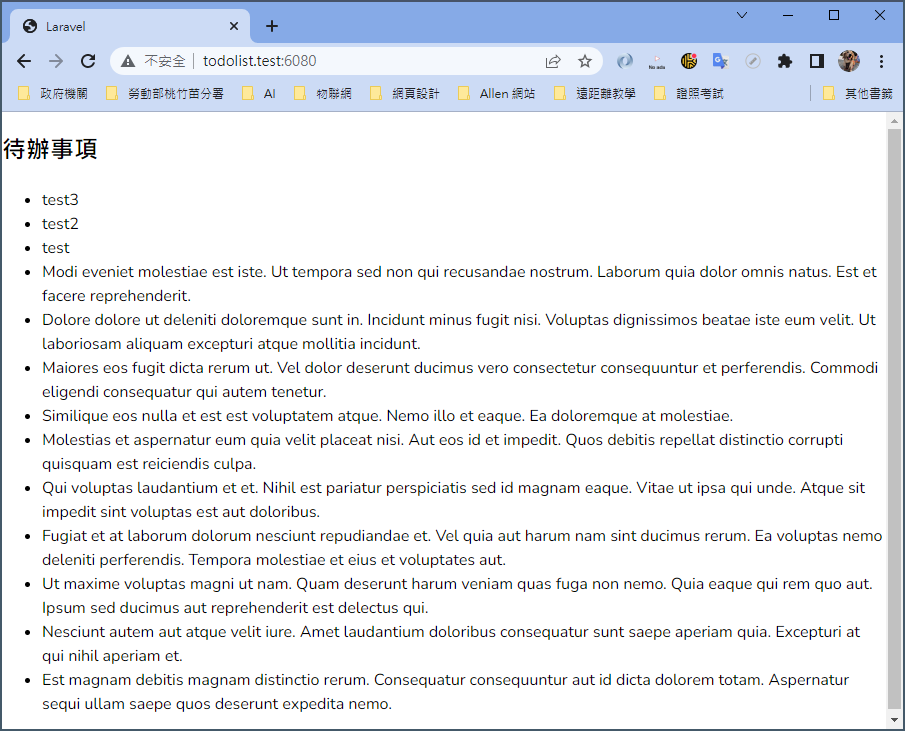 Laravel
不安全 todolist.test:6080
No ads
政府機關 勞動部桃竹苗分署 AI 物聯網 網頁設計 Allen 網站 遠距離教學 證照考試 其他書籤
待辦事項
test3
test2
test
Modi eveniet molestiae est iste. Ut tempora sed non qui recusandae nostrum. Laborum quia dolor omnis natus. Est et
facere reprehenderit.
Dolore dolore ut deleniti doloremque sunt in. Incidunt minus fugit nisi. Voluptas dignissimos beatae iste eum velit. Ut
laboriosam aliquam excepturi atque mollitia incidunt.
Maiores eos fugit dicta rerum ut. Vel dolor deserunt ducimus vero consectetur consequuntur et perferendis. Commodi
eligendi consequatur qui autem tenetur.
Similique eos nulla et est est voluptatem atque. Nemo illo et eaque. Ea doloremque at molestiae.
Molestias et aspernatur eum quia velit placeat nisi. Aut eos id et impedit. Quos debitis repellat distinctio corrupti
quisquam est reiciendis culpa.
Qui voluptas laudantium et et. Nihil est pariatur perspiciatis sed id magnam eaque. Vitae ut ipsa qui unde. Atque sit
impedit sint voluptas est aut doloribus.
Fugiat et at laborum dolorum nesciunt repudiandae et. Vel quia aut harum nam sint ducimus rerum. Ea voluptas nemo
deleniti perferendis. Tempora molestiae et eius et voluptates aut.
Ut maxime voluptas magni ut nam. Quam deserunt harum veniam quas fuga non nemo. Quia eaque qui rem quo aut.
Ipsum sed ducimus aut reprehenderit est delectus qui.
Nesciunt autem aut atque velit iure. Amet laudantium doloribus consequatur sunt saepe aperiam quia. Excepturi at
qui nihil aperiam et.
Est magnam debitis magnam distinctio rerum. Consequatur consequuntur aut id dicta dolorem totam. Aspernatur
sequi ullam saepe quos deserunt expedita nemo.